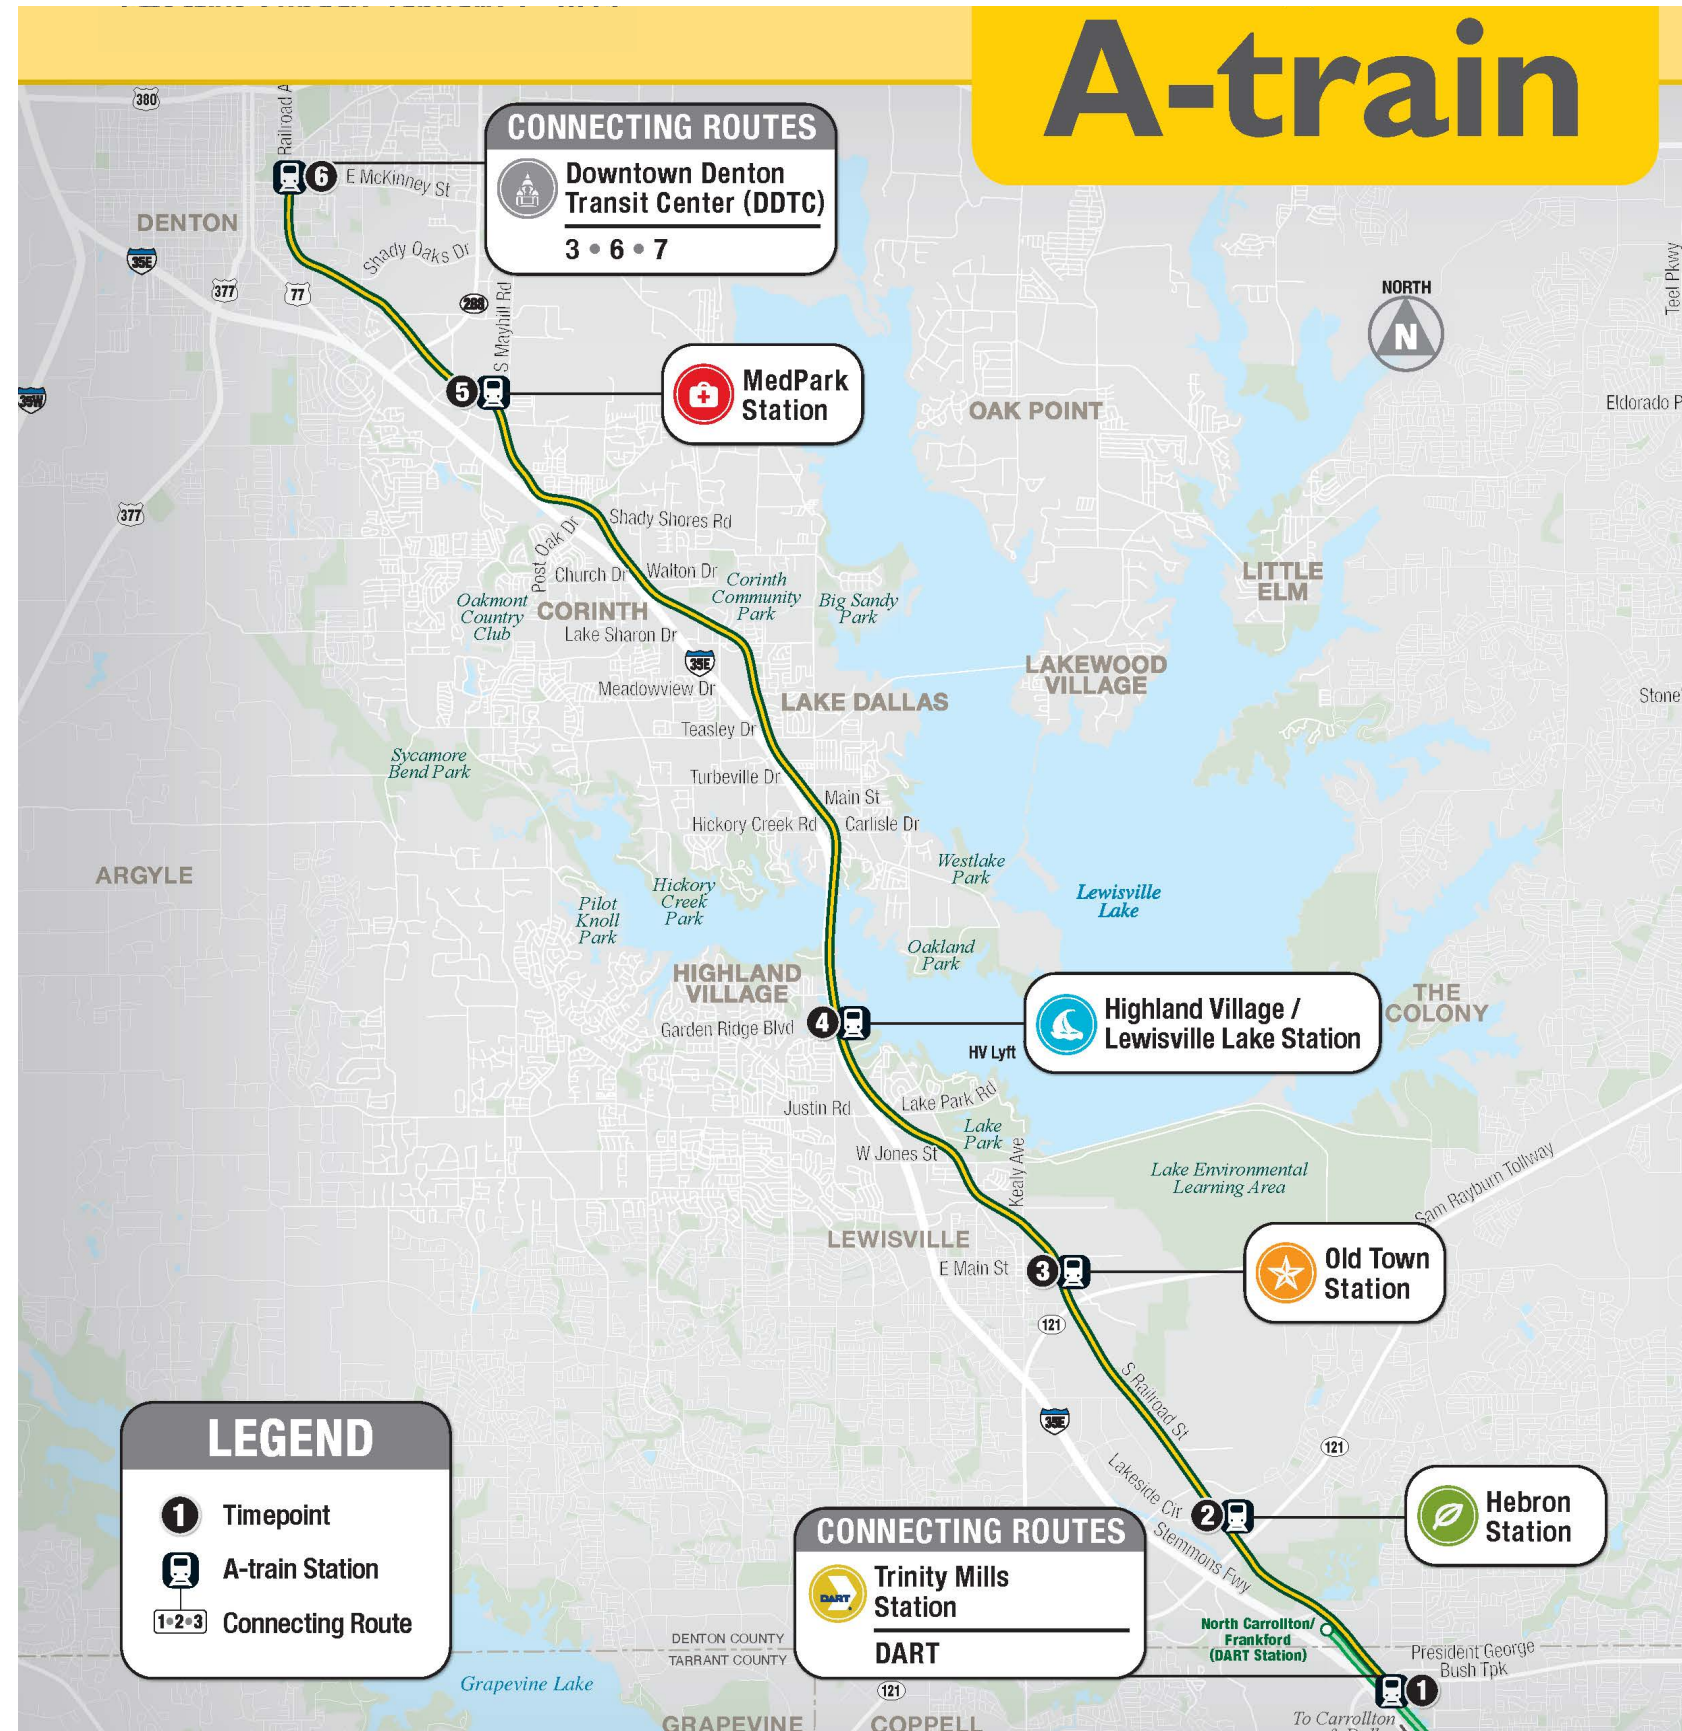 A-train
380
Railroad A
CONNECTING ROUTES
Downtown Denton
Transit Center (DDTC)
3 • 6 • 7
6
E McKinney St
DENTON
35E
Shady Oaks Dr
377
77
288
S Mayhill Rd
NORTH
N
Teel Pkwy
5
MedPark
Station
35W
OAK POINT
Eldorado P
377
Shady Shores Rd
Post Oak Dr
Church Dr
Walton Dr
Corinth
Community
Park
Big Sandy
Park
LITTLE
ELM
Oakmont
Country
Club
CORINTH
Lake Sharon Dr
35E
LAKEWOOD
VILLAGE
Meadowview Dr
LAKE DALLAS
Stone
Teasley Dr
Sycamore
Bend Park
Turbeville Dr
Main St
Hickory Creek Rd
Carlisle Dr
ARGYLE
Westlake
Park
Hickory
Creek
Park
Pilot
Knoll
Park
Lewisville
Lake
Oakland
Park
HIGHLAND
VILLAGE
THE
COLONY
Garden Ridge Blvd
4
Highland Village /
Lewisville Lake Station
HV Lyft
Justin Rd
Lake Park Rd
Lake
Park
W Jones St
Kealy Ave
Lake Environmental
Learning Area
Sam Rayburn Tollway
LEWISVILLE
E Main St
3
Old Town
Station
121
S Railroad St
35E
121
LEGEND
1
Timepoint
A-train Station
1•2•3
Connecting Route
Lakeside Cir
2
Hebron
Station
Stemmons Fwy
CONNECTING ROUTES
DART
Trinity Mills
Station
DART
North Carrollton/
Frankford
(DART Station)
DENTON COUNTY
TARRANT COUNTY
President George
Bush Tpk
Grapevine Lake
121
1
GRAPEVINE
COPPELL
To Carrollton